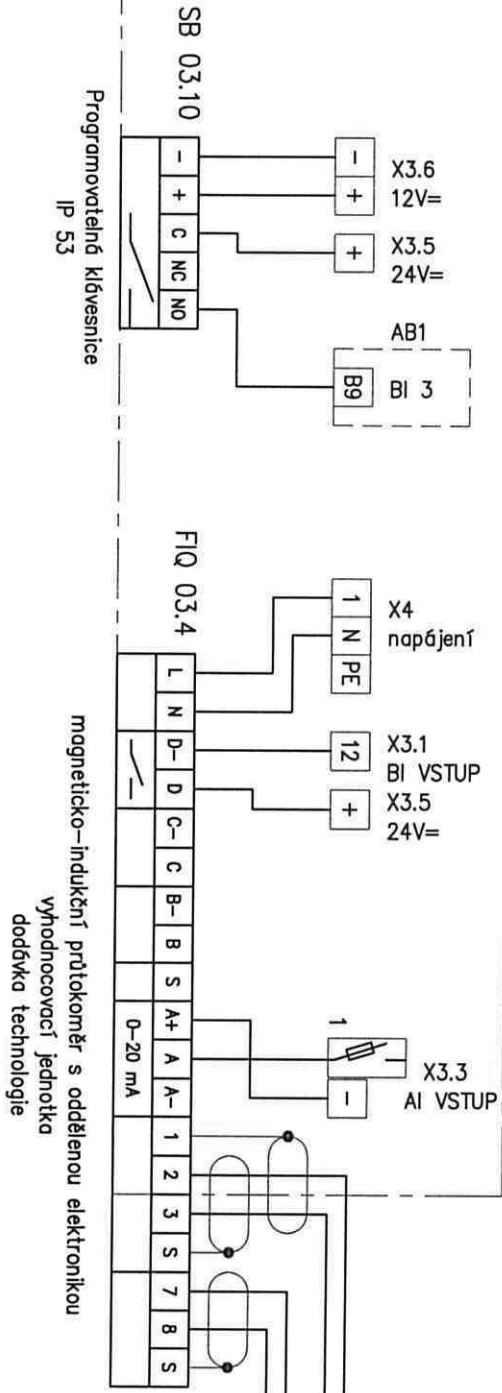 SB 03.10
Programovatelná klávesnice
IP 53
- + C NC NO
- +
X3.6
12V=
+
X3.5
24V=
AB1
B9
BI 3
FIQ 03.4
magneticko-indukční průtokoměr s oddělenou elektronikou
vyhodnocovací jednotka
dodávka technologie
L N D- D C- C B- B S A+ A A- 1 2 3 S 7 8 S
0-20 mA
1 N PE
X4
napájení
12
X3.1
BI VSTUP
+
X3.5
24V=
1
-
X3.3
AI VSTUP